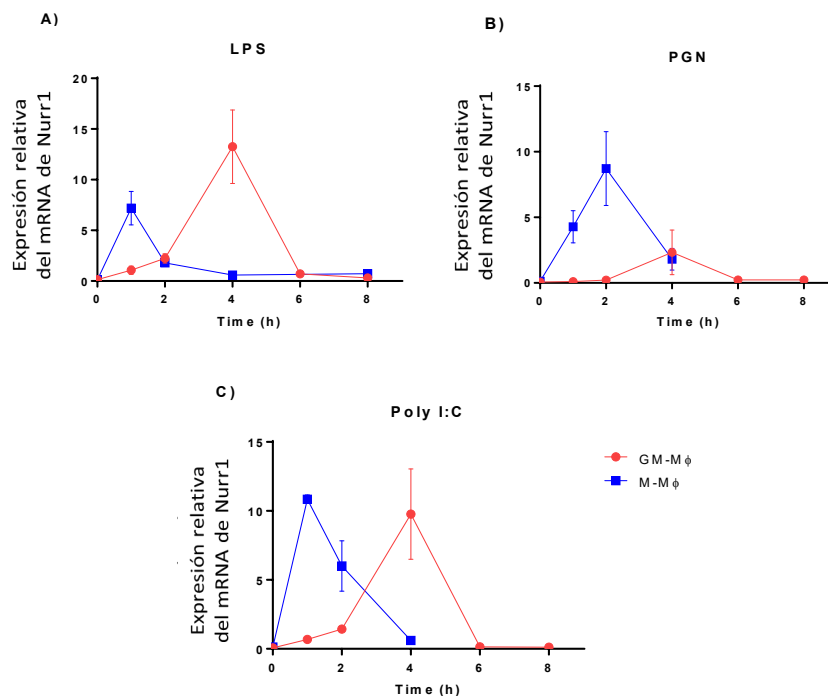 A)
LPS
Expresión relativa
del mRNA de Nurr1
20
15
10
5
0
0 2 4 6 8
Time (h)
B)
PGN
Expresión relativa
del mRNA de Nurr1
15
10
5
0
0 2 4 6 8
Time (h)
C)
Poly I:C
Expresión relativa
del mRNA de Nurr1
15
10
5
0
0 2 4 6 8
Time (h)
GM-Mϕ
M-Mϕ